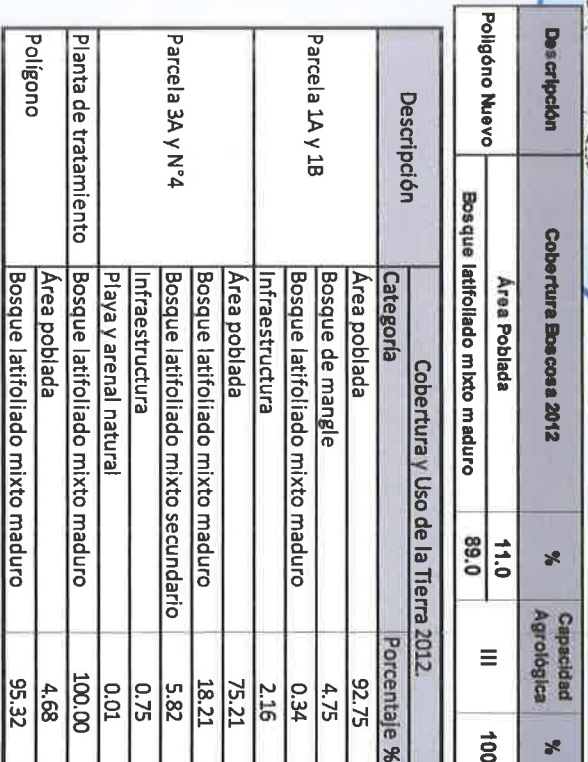 Descripción Cobertura Boscosa 2012 % Capacidad Agrológica %
Poligóno Nuevo Área Poblada 11.0 III 100
Bosque latifoliado mixto maduro 89.0
Descripción Cobertura y Uso de la Tierra 2012.
Categoría Porcentaje %
Parcela 1A y 1B Área poblada 92.75
Bosque de mangle 4.75
Bosque latifoliado mixto maduro 0.34
Infraestructura 2.16
Parcela 3A y N°4 Área poblada 75.21
Bosque latifoliado mixto maduro 18.21
Bosque latifoliado mixto secundario 5.82
Infraestructura 0.75
Playa y arenal natural 0.01
Planta de tratamiento Bosque latifoliado mixto maduro 100.00
Polígono Área poblada 4.68
Bosque latifoliado mixto maduro 95.32